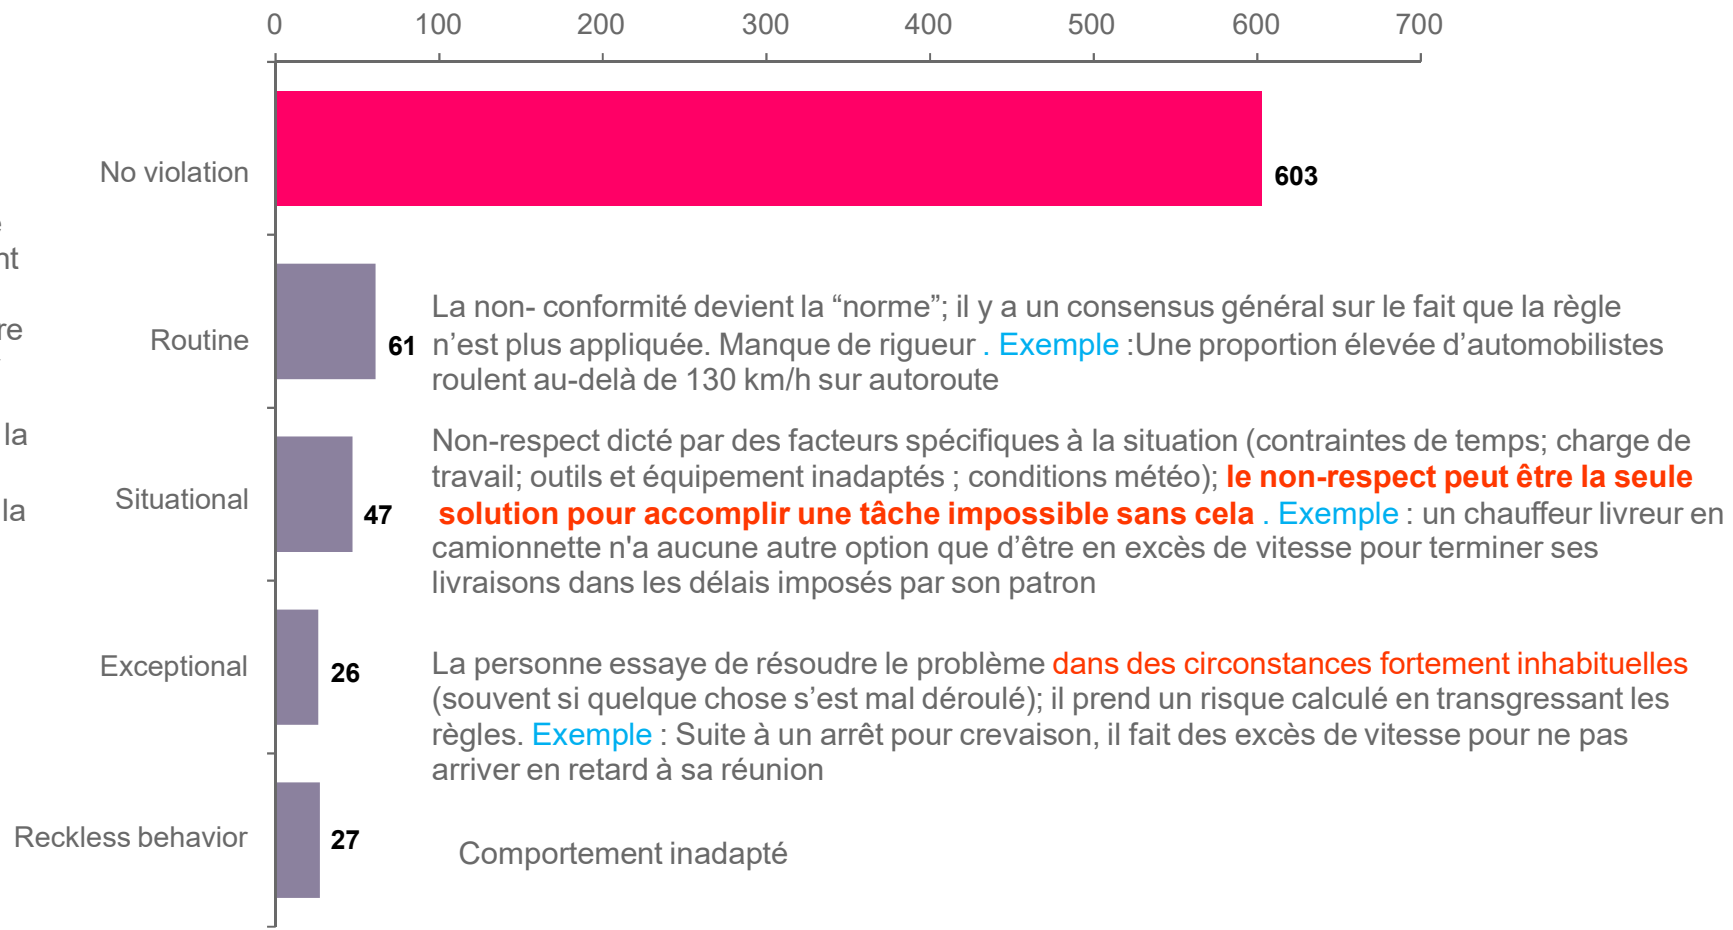 0 100 200 300 400 500 600 700
No violation
603
e
nt
re
la
la
Routine
61
La non- conformité devient la “norme”; il y a un consensus général sur le fait que la règle
n’est plus appliquée. Manque de rigueur . Exemple :Une proportion élevée d’automobilistes
roulent au-delà de 130 km/h sur autoroute
Situational
47
Non-respect dicté par des facteurs spécifiques à la situation (contraintes de temps; charge de
travail; outils et équipement inadaptés ; conditions météo); le non-respect peut être la seule
solution pour accomplir une tâche impossible sans cela . Exemple : un chauffeur livreur en
camionnette n'a aucune autre option que d’être en excès de vitesse pour terminer ses
livraisons dans les délais imposés par son patron
Exceptional
26
La personne essaye de résoudre le problème dans des circonstances fortement inhabituelles
(souvent si quelque chose s’est mal déroulé); il prend un risque calculé en transgressant les
règles. Exemple : Suite à un arrêt pour crevaison, il fait des excès de vitesse pour ne pas
arriver en retard à sa réunion
Reckless behavior
27
Comportement inadapté